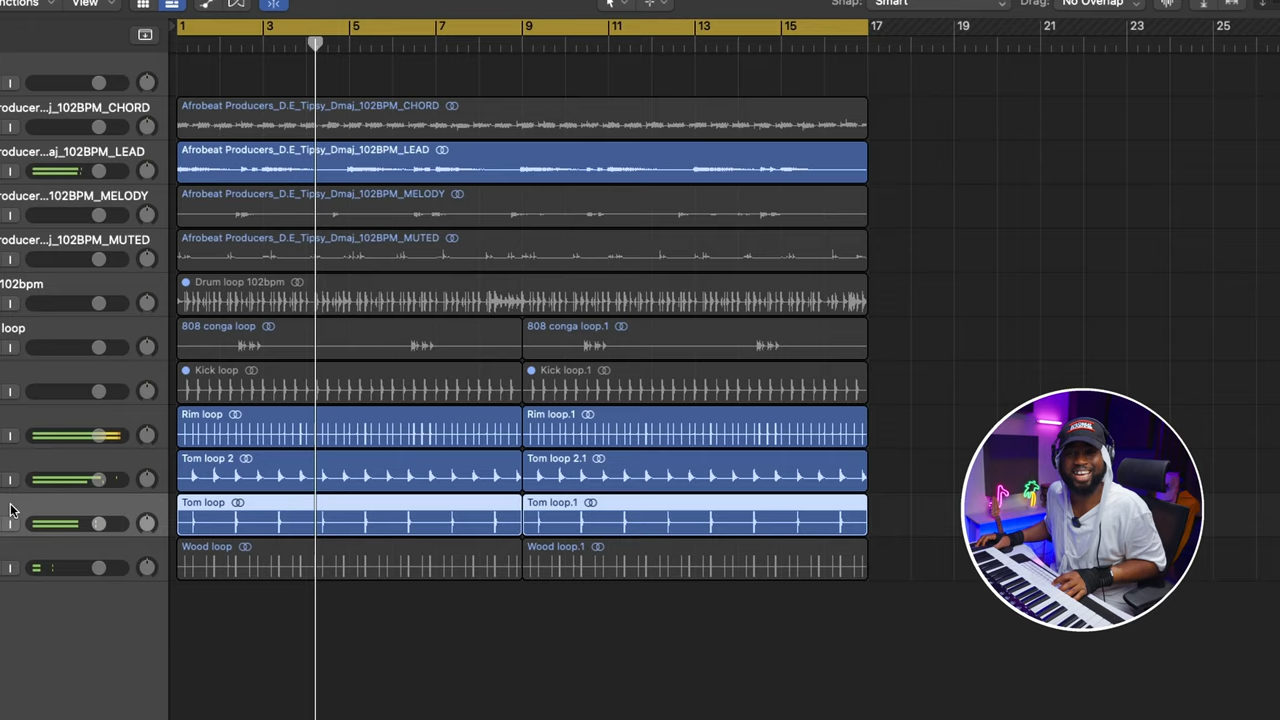 nctions View Snap: Smart Drag: No Overlap
1 3 5 7 9 11 13 15 17 19 21 23 25
I
roducer...j_102BPM_CHORD
I
Afrobeat Producers_D.E_Tipsy_Dmaj_102BPM_CHORD
roducer...aj_102BPM_LEAD
I
Afrobeat Producers_D.E_Tipsy_Dmaj_102BPM_LEAD
roducer...102BPM_MELODY
I
Afrobeat Producers_D.E_Tipsy_Dmaj_102BPM_MELODY
roducer...j_102BPM_MUTED
I
Afrobeat Producers_D.E_Tipsy_Dmaj_102BPM_MUTED
102bpm
I
Drum loop 102bpm
loop
I
808 conga loop 808 conga loop.1
I
Kick loop Kick loop.1
I
Rim loop Rim loop.1
I
Tom loop 2 Tom loop 2.1
I
Tom loop Tom loop.1
I
Wood loop Wood loop.1